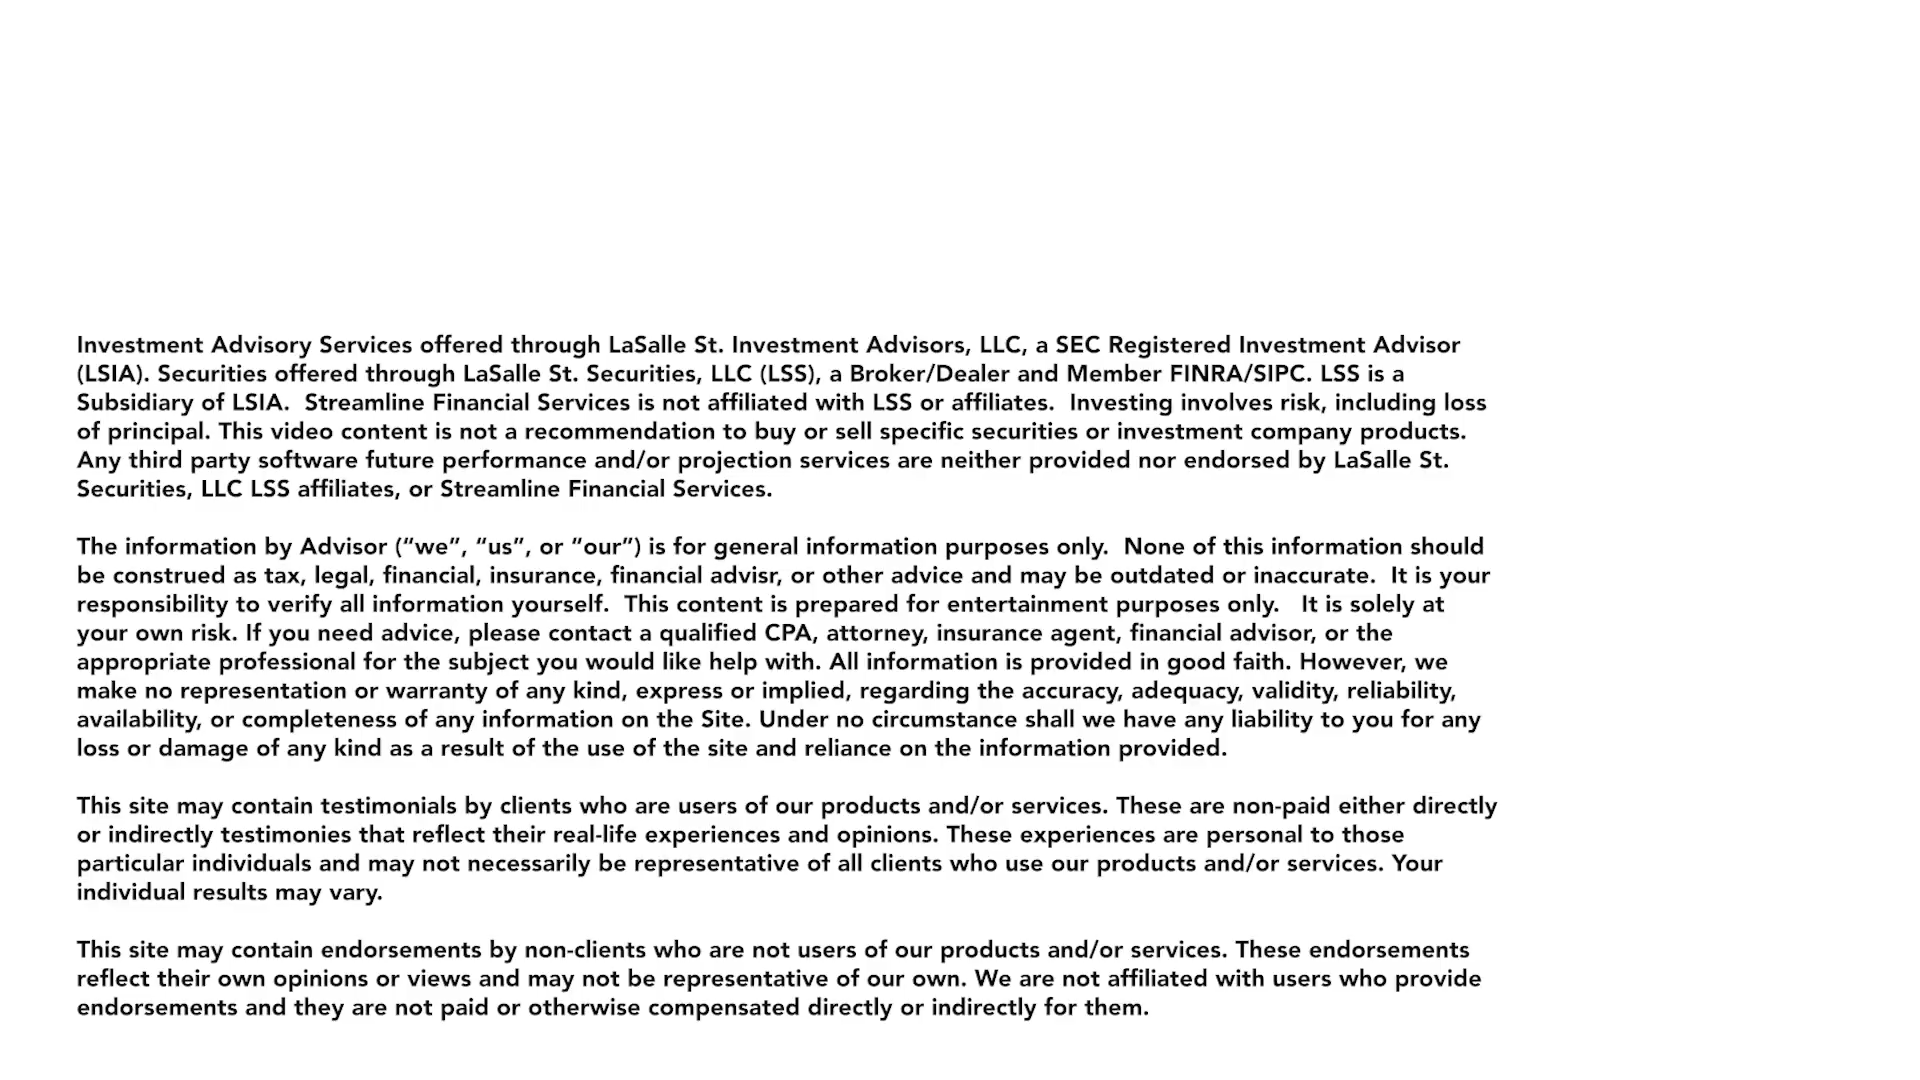 Investment Advisory Services offered through LaSalle St. Investment Advisors, LLC, a SEC Registered Investment Advisor
(LSIA). Securities offered through LaSalle St. Securities, LLC (LSS), a Broker/Dealer and Member FINRA/SIPC. LSS is a
Subsidiary of LSIA.  Streamline Financial Services is not affiliated with LSS or affiliates.  Investing involves risk, including loss
of principal. This video content is not a recommendation to buy or sell specific securities or investment company products.
Any third party software future performance and/or projection services are neither provided nor endorsed by LaSalle St.
Securities, LLC LSS affiliates, or Streamline Financial Services.
The information by Advisor (“we”, “us”, or “our”) is for general information purposes only.  None of this information should
be construed as tax, legal, financial, insurance, financial advisr, or other advice and may be outdated or inaccurate.  It is your
responsibility to verify all information yourself.  This content is prepared for entertainment purposes only.   It is solely at
your own risk. If you need advice, please contact a qualified CPA, attorney, insurance agent, financial advisor, or the
appropriate professional for the subject you would like help with. All information is provided in good faith. However, we
make no representation or warranty of any kind, express or implied, regarding the accuracy, adequacy, validity, reliability,
availability, or completeness of any information on the Site. Under no circumstance shall we have any liability to you for any
loss or damage of any kind as a result of the use of the site and reliance on the information provided.
This site may contain testimonials by clients who are users of our products and/or services. These are non-paid either directly
or indirectly testimonies that reflect their real-life experiences and opinions. These experiences are personal to those
particular individuals and may not necessarily be representative of all clients who use our products and/or services. Your
individual results may vary.
This site may contain endorsements by non-clients who are not users of our products and/or services. These endorsements
reflect their own opinions or views and may not be representative of our own. We are not affiliated with users who provide
endorsements and they are not paid or otherwise compensated directly or indirectly for them.